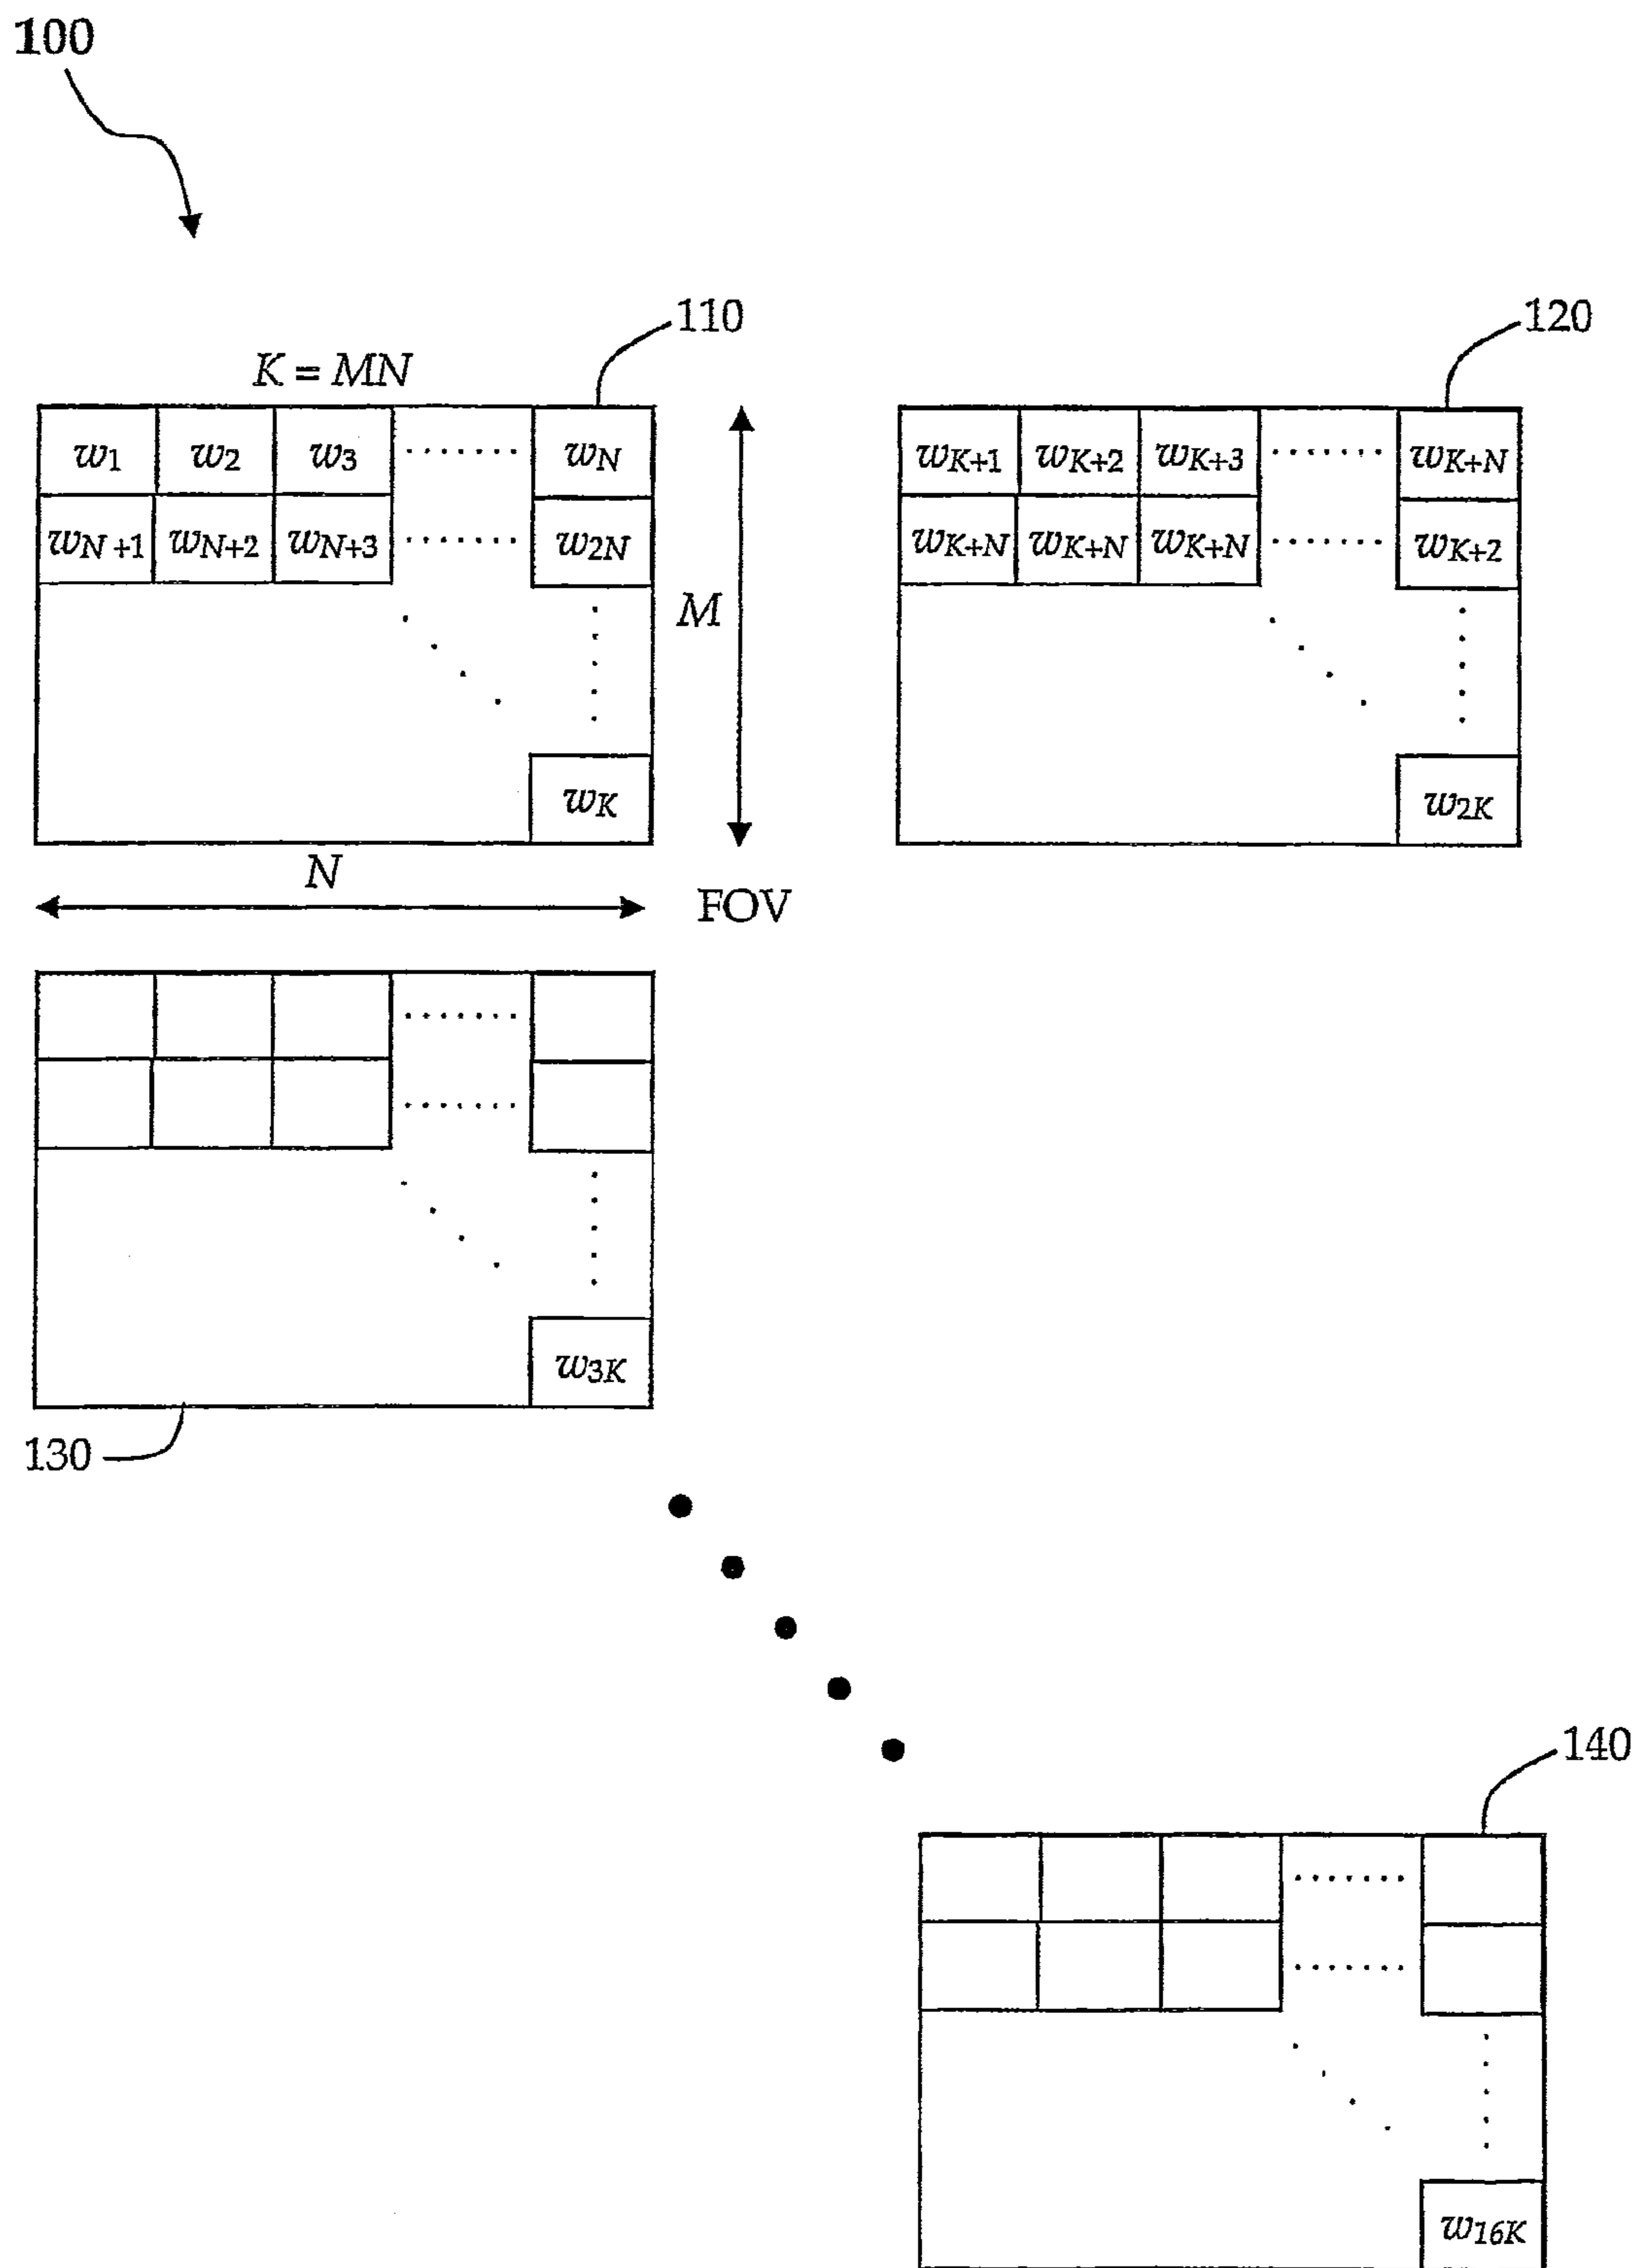 100
110
120
K = MN
w1 w2 w3 ....... wN
wK+1 wK+2 wK+3 ....... wK+N
wN+1 wN+2 wN+3 ....... w2N
wK+N wK+N wK+N ....... wK+2
M
wK
w2K
N
FOV
w3K
130
140
w16K